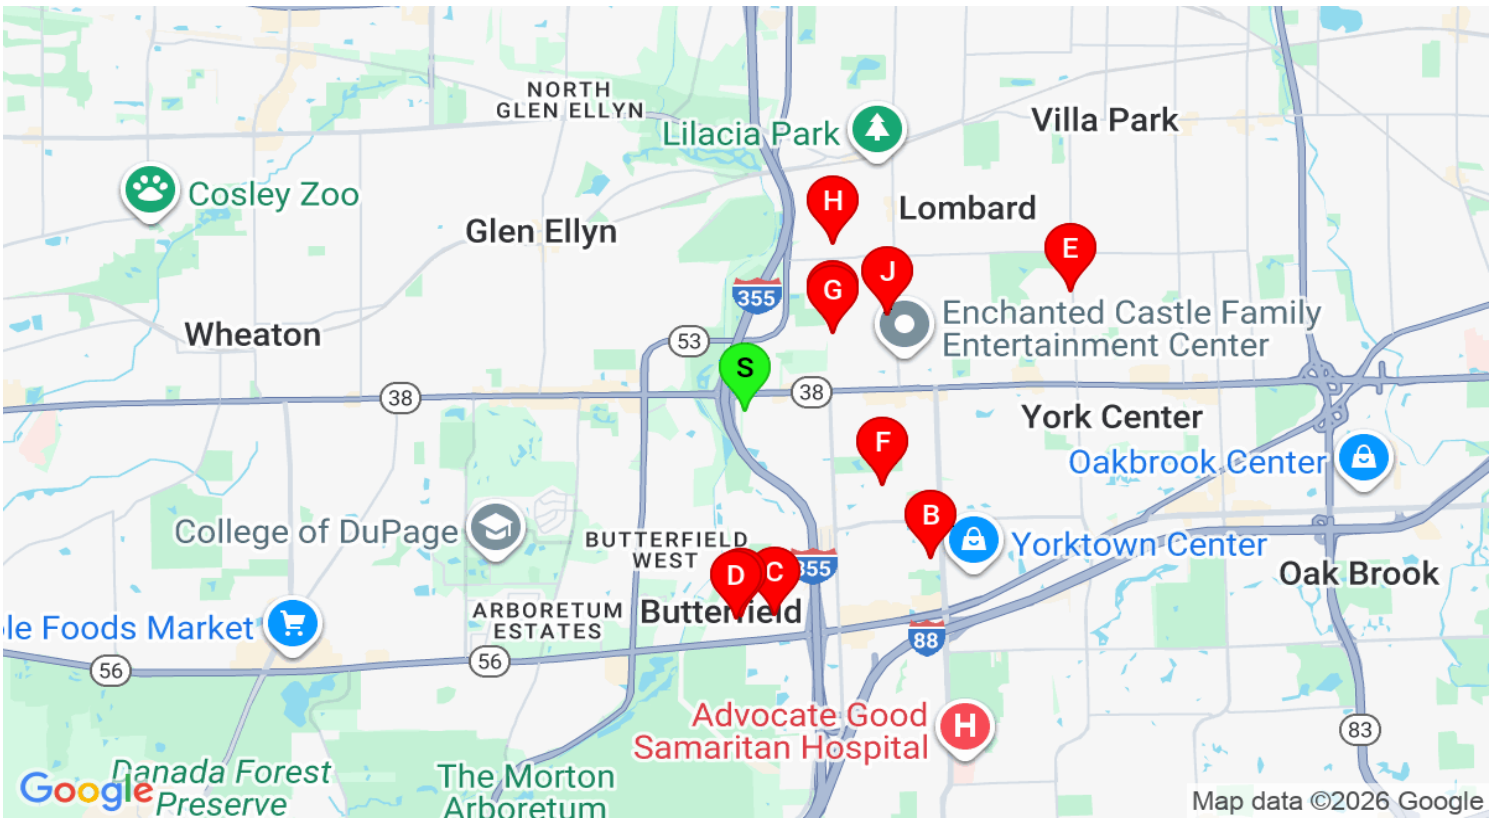 NORTH
GLEN ELLYN
Villa Park
Lilacia Park
Cosley Zoo
H
Lombard
Glen Ellyn
E
J
G
355
Enchanted Castle Family
Entertainment Center
Wheaton
53
S
38
38
York Center
F
Oakbrook Center
B
College of DuPage
BUTTERFIELD
WEST
Yorktown Center
355
D
C
Oak Brook
ARBORETUM
ESTATES
Butterfield
le Foods Market
88
56
56
Advocate Good
Samaritan Hospital
H
83
Danada Forest
Preserve
The Morton
Arboretum
Google
Map data ©2026 Google